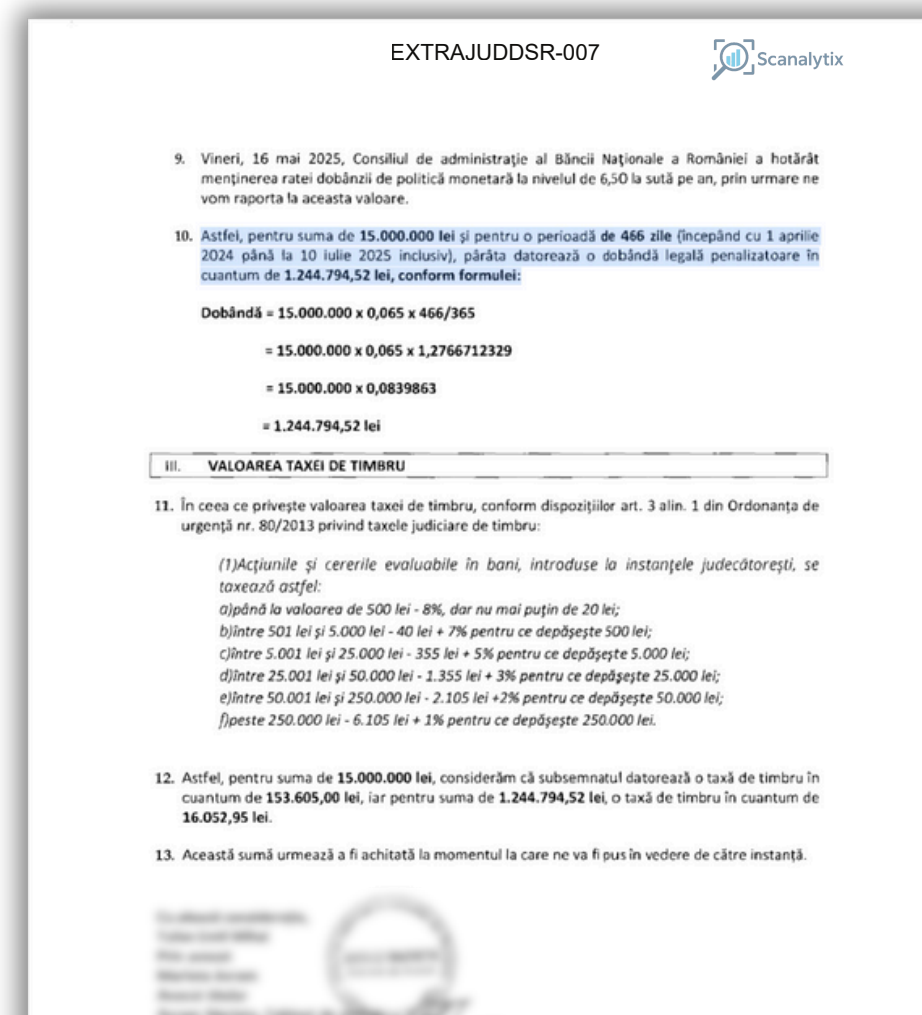 EXTRAJUDDSR-007
Scanalytix
9. Vineri, 16 mai 2025, Consiliul de administrație al Băncii Naționale a României a hotărât
menținerea ratei dobânzii de politică monetară la nivelul de 6,50 la sută pe an, prin urmare ne
vom raporta la aceasta valoare.
10. Astfel, pentru suma de 15.000.000 lei și pentru o perioadă de 466 zile (începând cu 1 aprilie
2024 până la 10 iulie 2025 inclusiv), pârâta datorează o dobândă legală penalizatoare în
cuantum de 1.244.794,52 lei, conform formulei:
Dobândă = 15.000.000 x 0,065 x 466/365
= 15.000.000 x 0,065 x 1,2766712329
= 15.000.000 x 0,0839863
= 1.244.794,52 lei
III. VALOAREA TAXEI DE TIMBRU
11. În ceea ce privește valoarea taxei de timbru, conform dispozițiilor art. 3 alin. 1 din Ordonanța de
urgență nr. 80/2013 privind taxele judiciare de timbru:
(1)Acțiunile și cererile evaluabile în bani, introduse la instanțele judecătorești, se
taxează astfel:
a)până la valoarea de 500 lei - 8%, dar nu mai puțin de 20 lei;
b)între 501 lei și 5.000 lei - 40 lei + 7% pentru ce depășește 500 lei;
c)între 5.001 lei și 25.000 lei - 355 lei + 5% pentru ce depășește 5.000 lei;
d)între 25.001 lei și 50.000 lei - 1.355 lei + 3% pentru ce depășește 25.000 lei;
e)între 50.001 lei și 250.000 lei - 2.105 lei +2% pentru ce depășește 50.000 lei;
f)peste 250.000 lei - 6.105 lei + 1% pentru ce depășește 250.000 lei.
12. Astfel, pentru suma de 15.000.000 lei, considerăm că subsemnatul datorează o taxă de timbru în
cuantum de 153.605,00 lei, iar pentru suma de 1.244.794,52 lei, o taxă de timbru în cuantum de
16.052,95 lei.
13. Această sumă urmează a fi achitată la momentul la care ne va fi pus în vedere de către instanță.